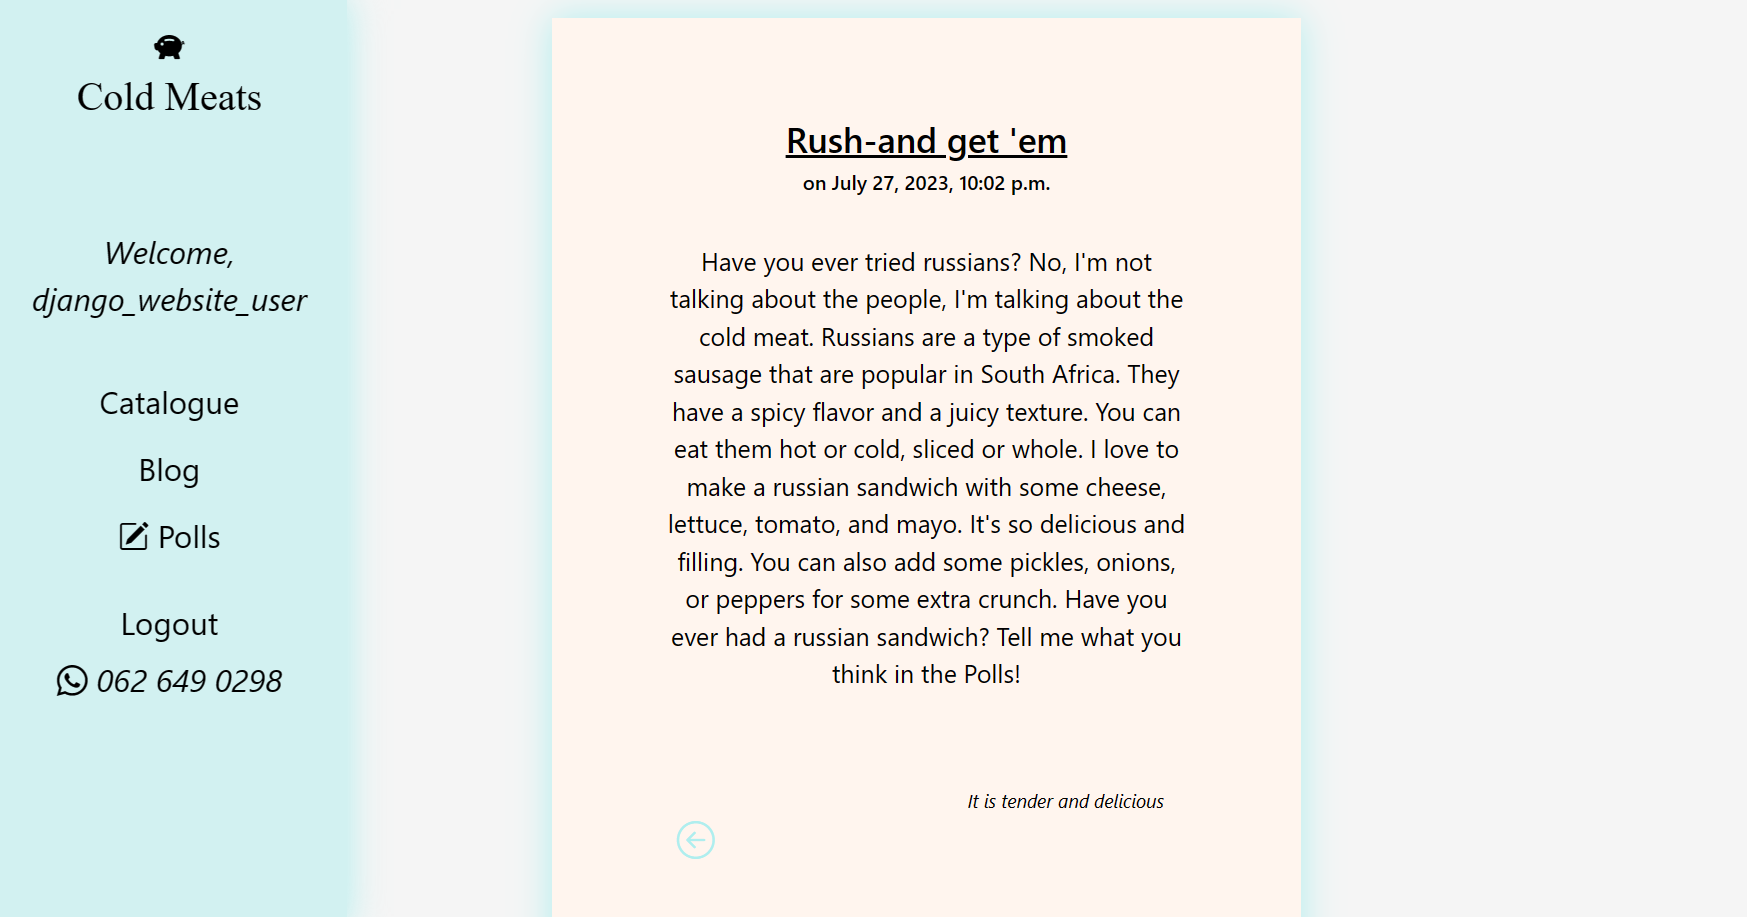 Cold Meats
Welcome,
django_website_user
Catalogue
Blog
Polls
Logout
062 649 0298
Rush-and get 'em
on July 27, 2023, 10:02 p.m.
Have you ever tried russians? No, I'm not
talking about the people, I'm talking about the
cold meat. Russians are a type of smoked
sausage that are popular in South Africa. They
have a spicy flavor and a juicy texture. You can
eat them hot or cold, sliced or whole. I love to
make a russian sandwich with some cheese,
lettuce, tomato, and mayo. It's so delicious and
filling. You can also add some pickles, onions,
or peppers for some extra crunch. Have you
ever had a russian sandwich? Tell me what you
think in the Polls!
It is tender and delicious